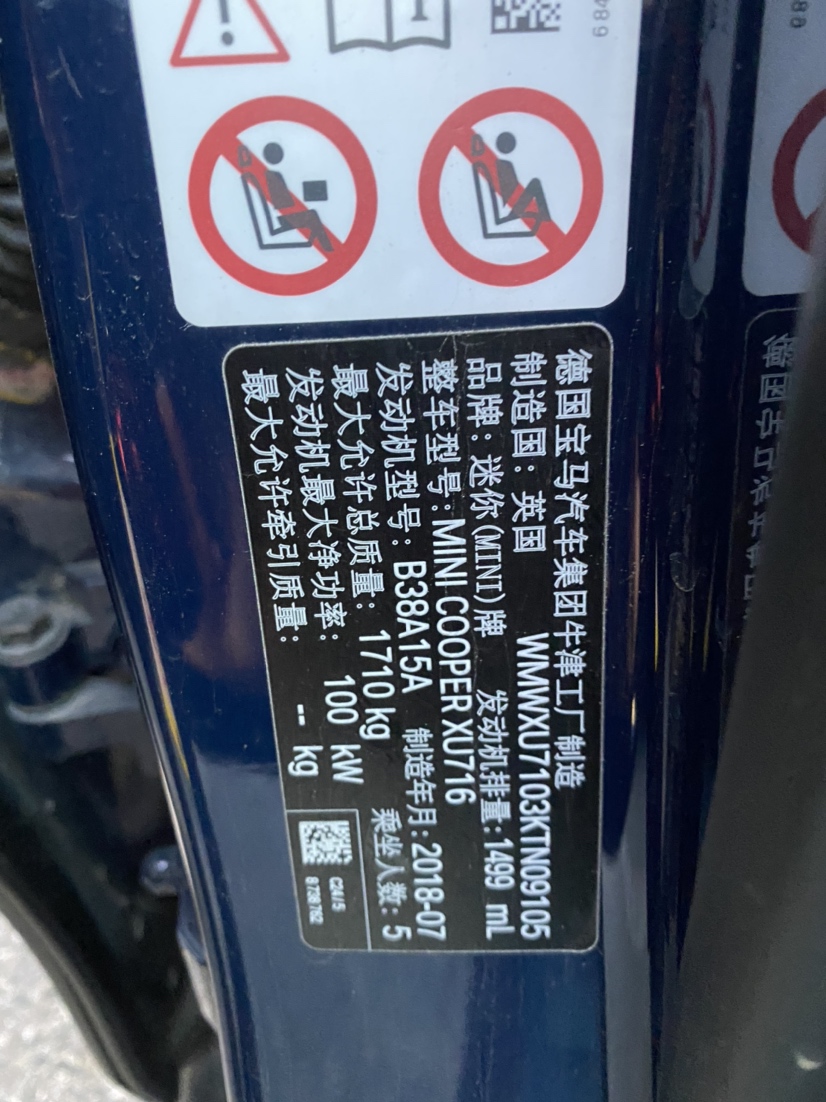 德国宝马汽车集团牛津工厂制造
制造国：英国 WMWXU7103KTN09105
品牌：迷你(MINI)牌 发动机排量：1499 mL
整车型号：MINI COOPER XU716
发动机型号：B38A15A 制造年月：2018-07
最大允许总质量：1710 kg 乘坐人数：5
发动机最大净功率：100 kW
最大允许牵引质量：-- kg
C24/5
8738762